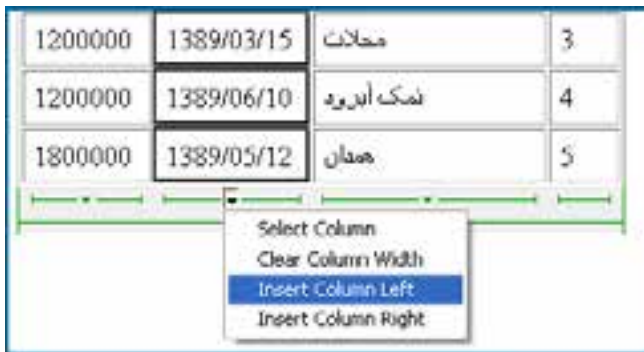 3 محلات 1389/03/15 1200000
4 نمک آبرود 1389/06/10 1200000
5 همدان 1389/05/12 1800000
Select Column
Clear Column Width
Insert Column Left
Insert Column Right